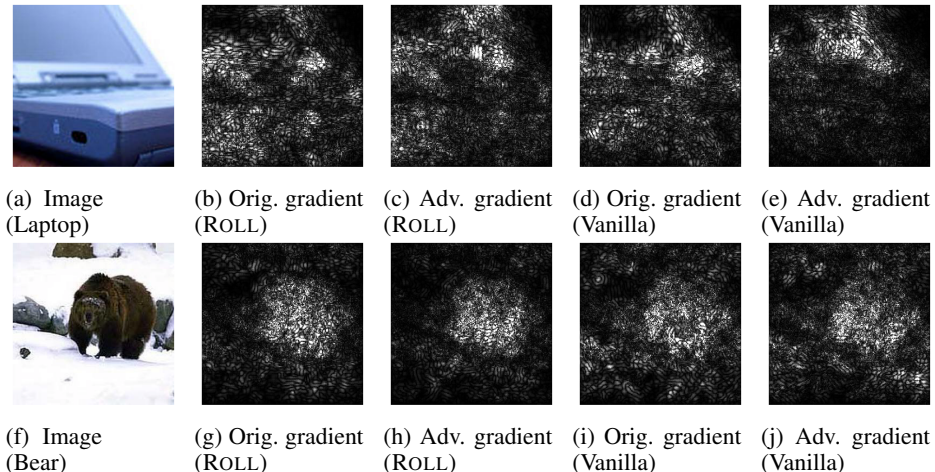 (a) Image (Laptop)
(b) Orig. gradient (ROLL)
(c) Adv. gradient (ROLL)
(d) Orig. gradient (Vanilla)
(e) Adv. gradient (Vanilla)
(f) Image (Bear)
(g) Orig. gradient (ROLL)
(h) Adv. gradient (ROLL)
(i) Orig. gradient (Vanilla)
(j) Adv. gradient (Vanilla)